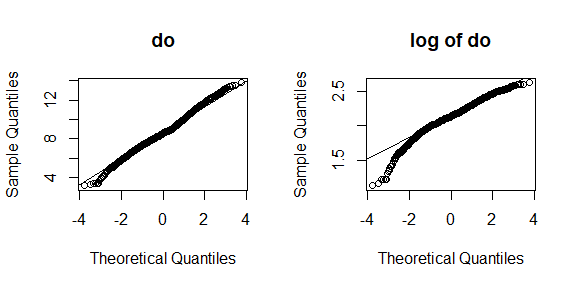 do
Sample Quantiles
12
8
4
-4 -2 0 2 4
Theoretical Quantiles
log of do
Sample Quantiles
2.5
1.5
-4 -2 0 2 4
Theoretical Quantiles